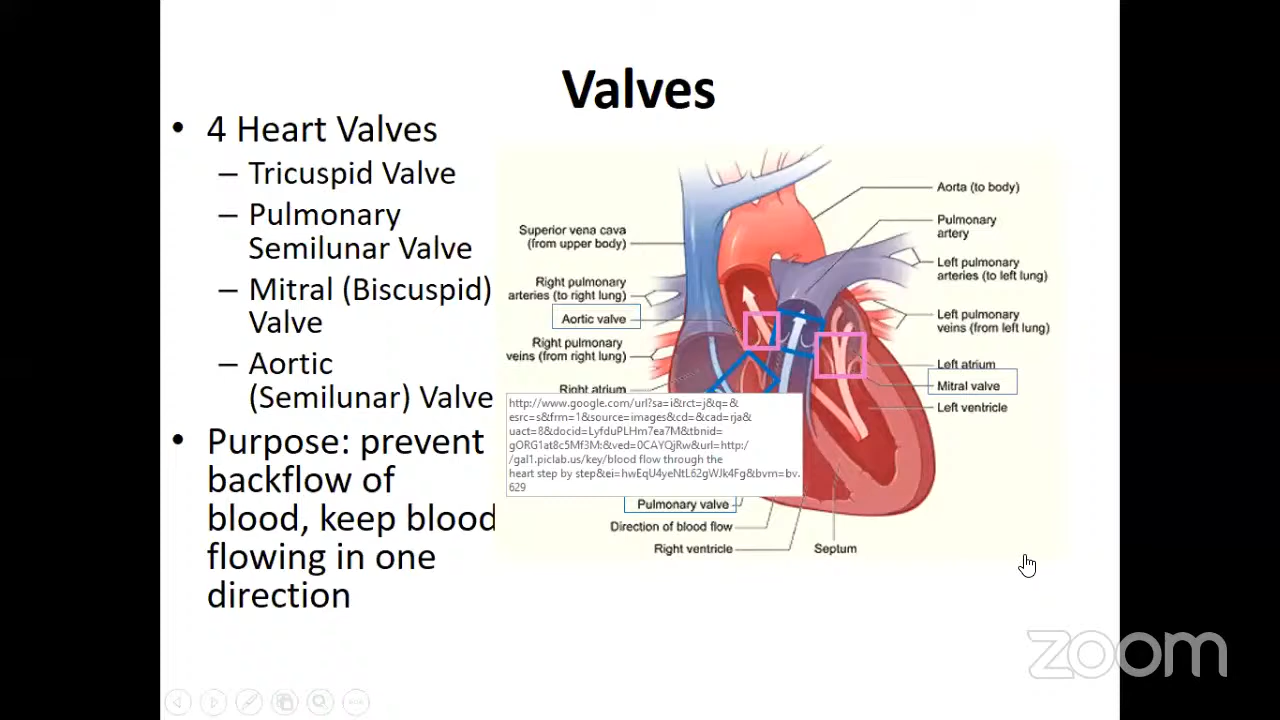 Valves
• 4 Heart Valves
– Tricuspid Valve
– Pulmonary
Semilunar Valve
– Mitral (Biscuspid)
Valve
– Aortic
(Semilunar) Valve
• Purpose: prevent
backflow of
blood, keep blood
flowing in one
direction
Superior vena cava
(from upper body)
Right pulmonary
arteries (to right lung)
Aortic valve
Right pulmonary
veins (from right lung)
Right atrium
http://www.google.com/url?sa=i&rct=j&q=&
esrc=s&frm=1&source=images&cd=&cad=rja&
uact=8&docid=LyfduPLHm7ea7M&tbnid=
gORG1at8c5Mf3M:&ved=0CAYQjRw&url=http:/
/gal1.piclab.us/key/blood flow through the
heart step by step&ei=hwEqU4yeNtL62gWJk4Fg&bvm=bv.
629
Pulmonary valve
Direction of blood flow
Right ventricle
Septum
Aorta (to body)
Pulmonary
artery
Left pulmonary
arteries (to left lung)
Left pulmonary
veins (from left lung)
Left atrium
Mitral valve
Left ventricle
zoom